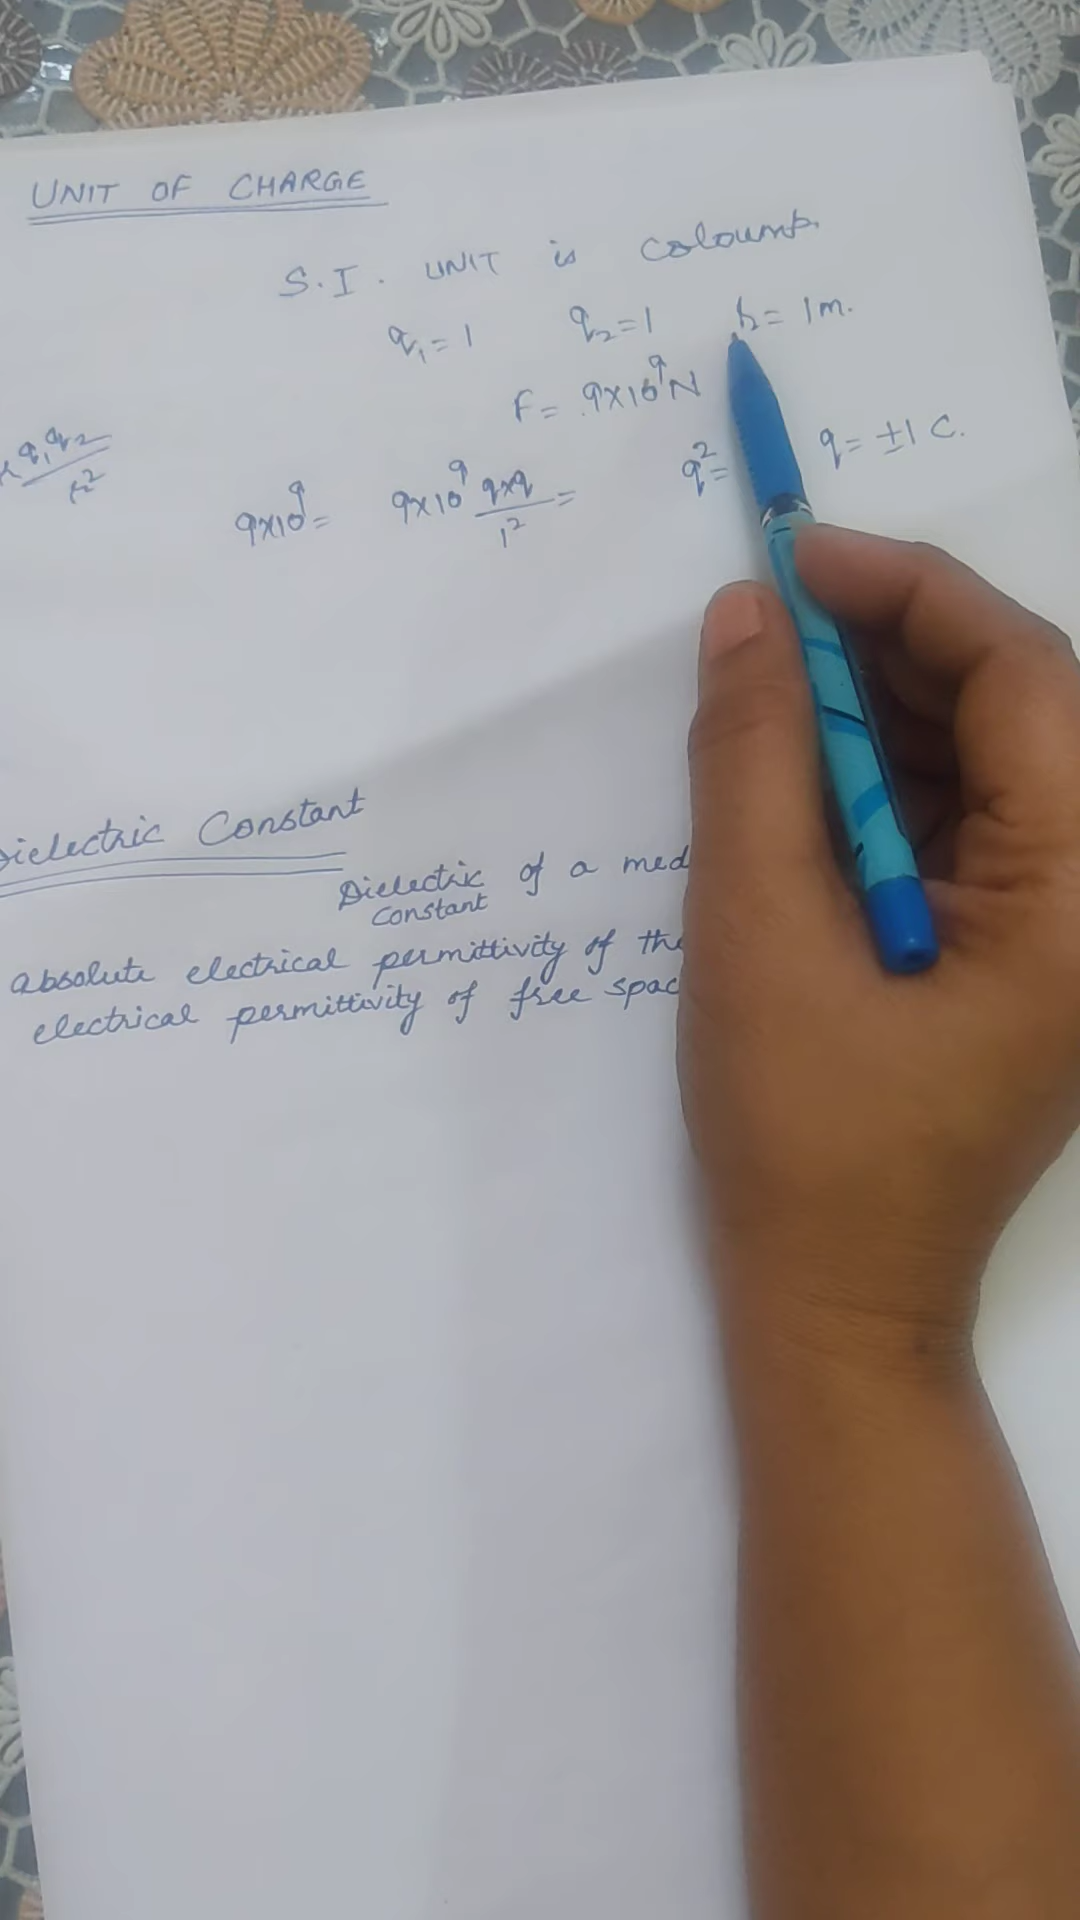 UNIT OF CHARGE
S.I. UNIT is Coloumb.
q₁ = 1 q₂ = 1 r = 1m.
F = 9×10⁹N
q₁q₂/r²
9×10⁹ = 9×10⁹ q×q/1² = q² = q = ±1 C.
Dielectric Constant
Dielectric of a med
Constant
absolute electrical permittivity of the
electrical permittivity of free spac